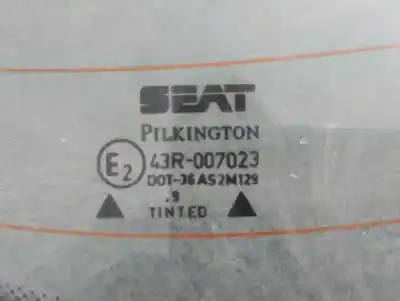 SEAT
PILKINGTON
E2 43R-007023
DOT-36 AS2M129
.9
TINTED